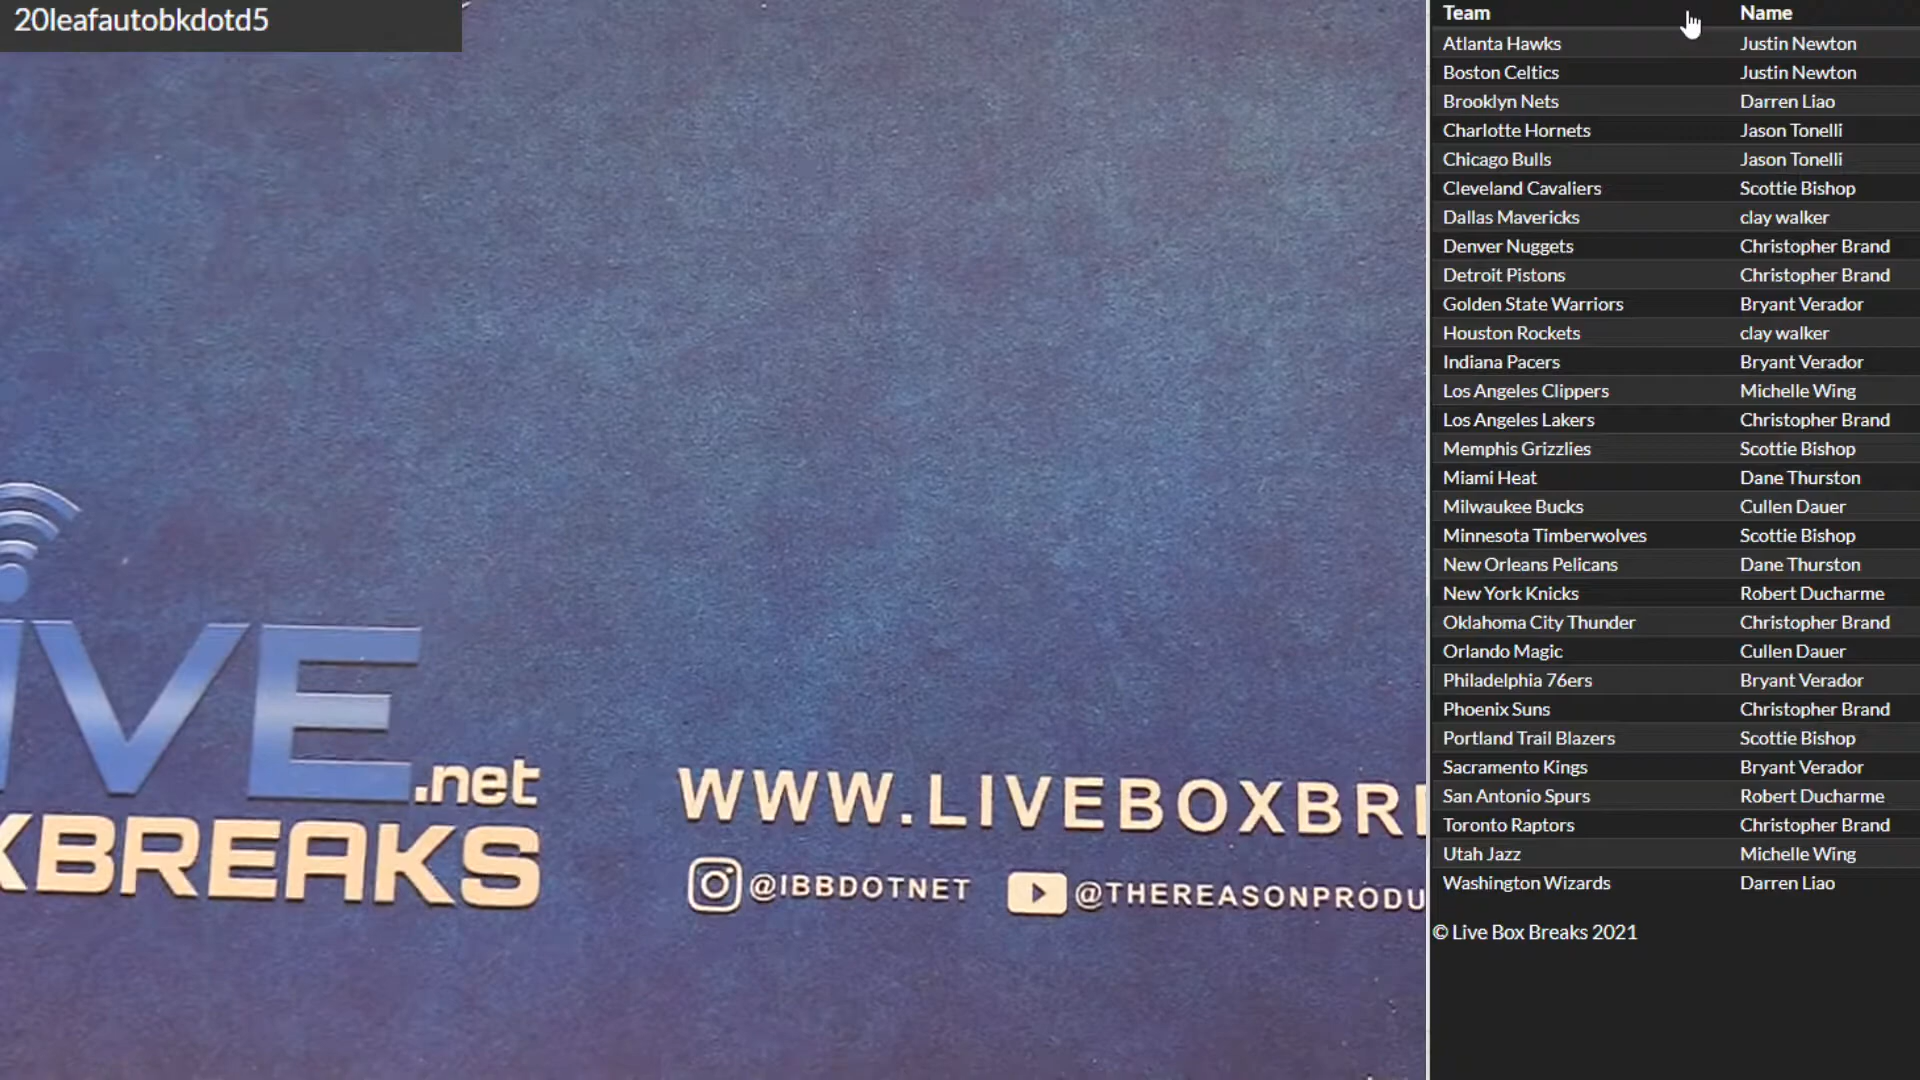 20leafautobkdotd5
IVE.net
XBREAKS
WWW.LIVEBOXBR
@IBBDOTNET @THEREASONPRODU
Team Name
Atlanta Hawks Justin Newton
Boston Celtics Justin Newton
Brooklyn Nets Darren Liao
Charlotte Hornets Jason Tonelli
Chicago Bulls Jason Tonelli
Cleveland Cavaliers Scottie Bishop
Dallas Mavericks clay walker
Denver Nuggets Christopher Brand
Detroit Pistons Christopher Brand
Golden State Warriors Bryant Verador
Houston Rockets clay walker
Indiana Pacers Bryant Verador
Los Angeles Clippers Michelle Wing
Los Angeles Lakers Christopher Brand
Memphis Grizzlies Scottie Bishop
Miami Heat Dane Thurston
Milwaukee Bucks Cullen Dauer
Minnesota Timberwolves Scottie Bishop
New Orleans Pelicans Dane Thurston
New York Knicks Robert Ducharme
Oklahoma City Thunder Christopher Brand
Orlando Magic Cullen Dauer
Philadelphia 76ers Bryant Verador
Phoenix Suns Christopher Brand
Portland Trail Blazers Scottie Bishop
Sacramento Kings Bryant Verador
San Antonio Spurs Robert Ducharme
Toronto Raptors Christopher Brand
Utah Jazz Michelle Wing
Washington Wizards Darren Liao
© Live Box Breaks 2021